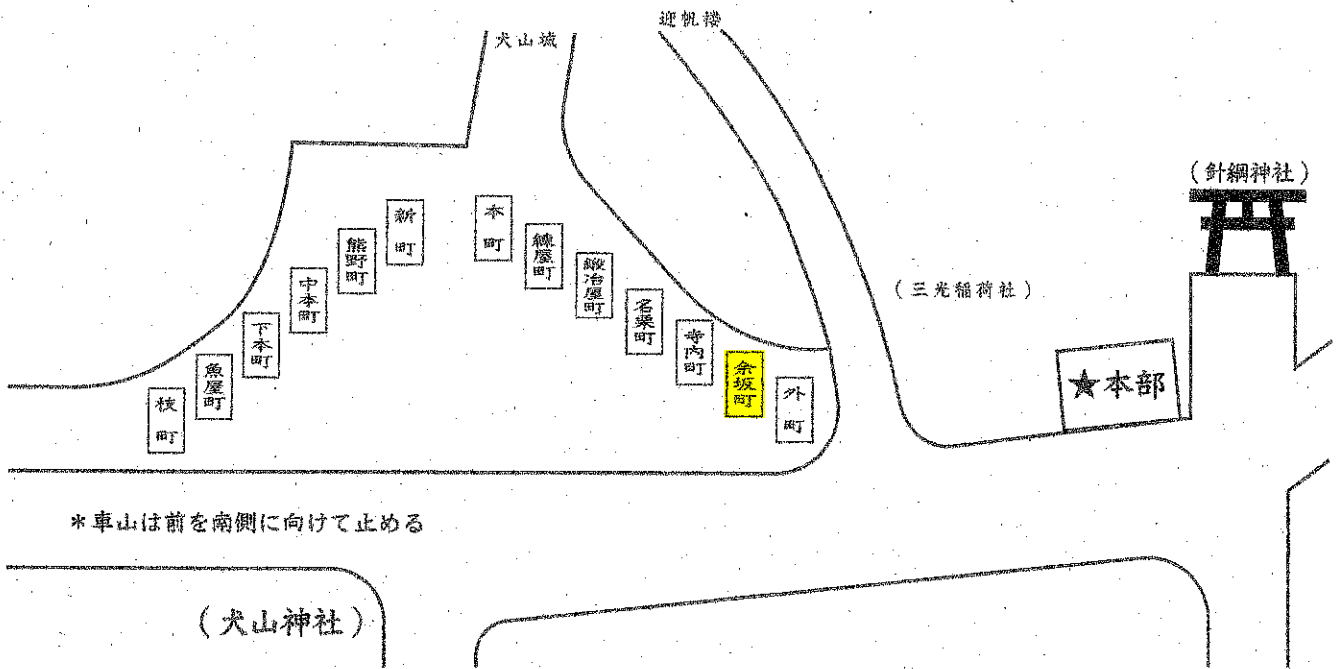 迎帆楼
犬山城
(針綱神社)
新町
本町
熊野町
練屋町
中本町
鍛冶屋町
(三光稲荷社)
下本町
名栗町
寺内町
魚屋町
余坂町
★本部
枝町
外町
*車山は前を南側に向けて止める
(犬山神社)